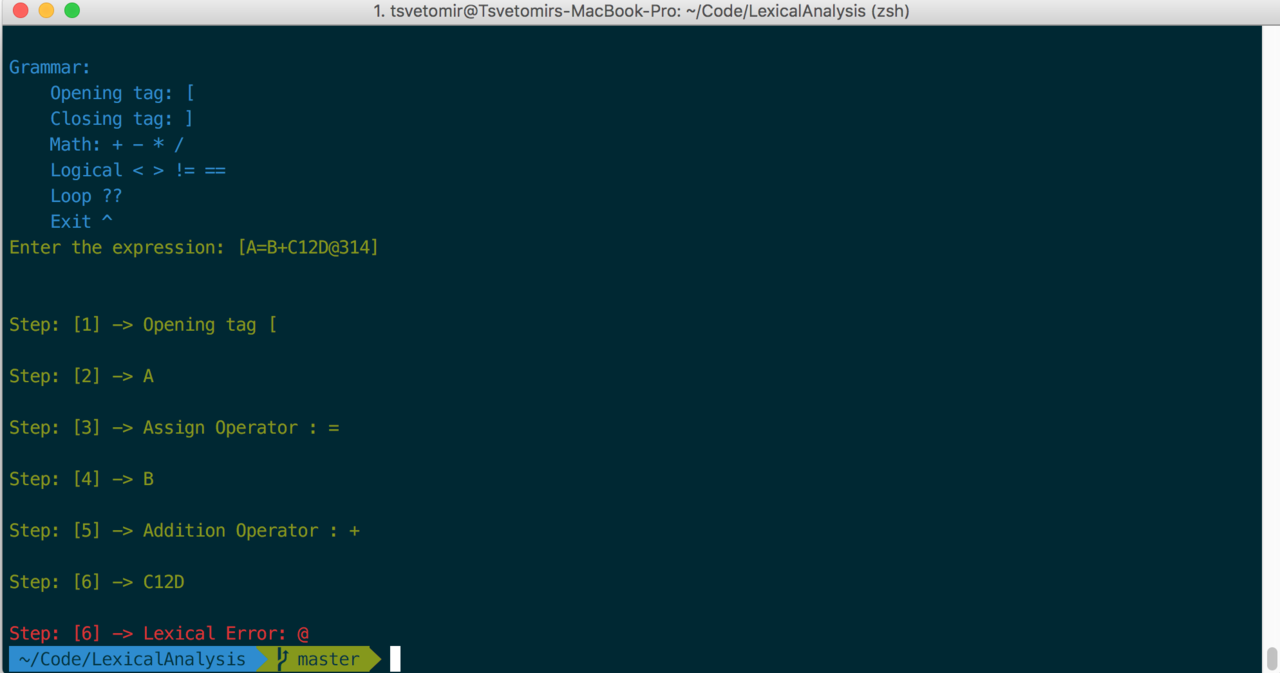 1. tsvetomir@Tsvetomirs-MacBook-Pro: ~/Code/LexicalAnalysis (zsh)
Grammar:
    Opening tag: [
    Closing tag: ]
    Math: + - * /
    Logical < > != ==
    Loop ??
    Exit ^
Enter the expression: [A=B+C12D@314]
Step: [1] -> Opening tag [
Step: [2] -> A
Step: [3] -> Assign Operator : =
Step: [4] -> B
Step: [5] -> Addition Operator : +
Step: [6] -> C12D
Step: [6] -> Lexical Error: @
~/Code/LexicalAnalysis master